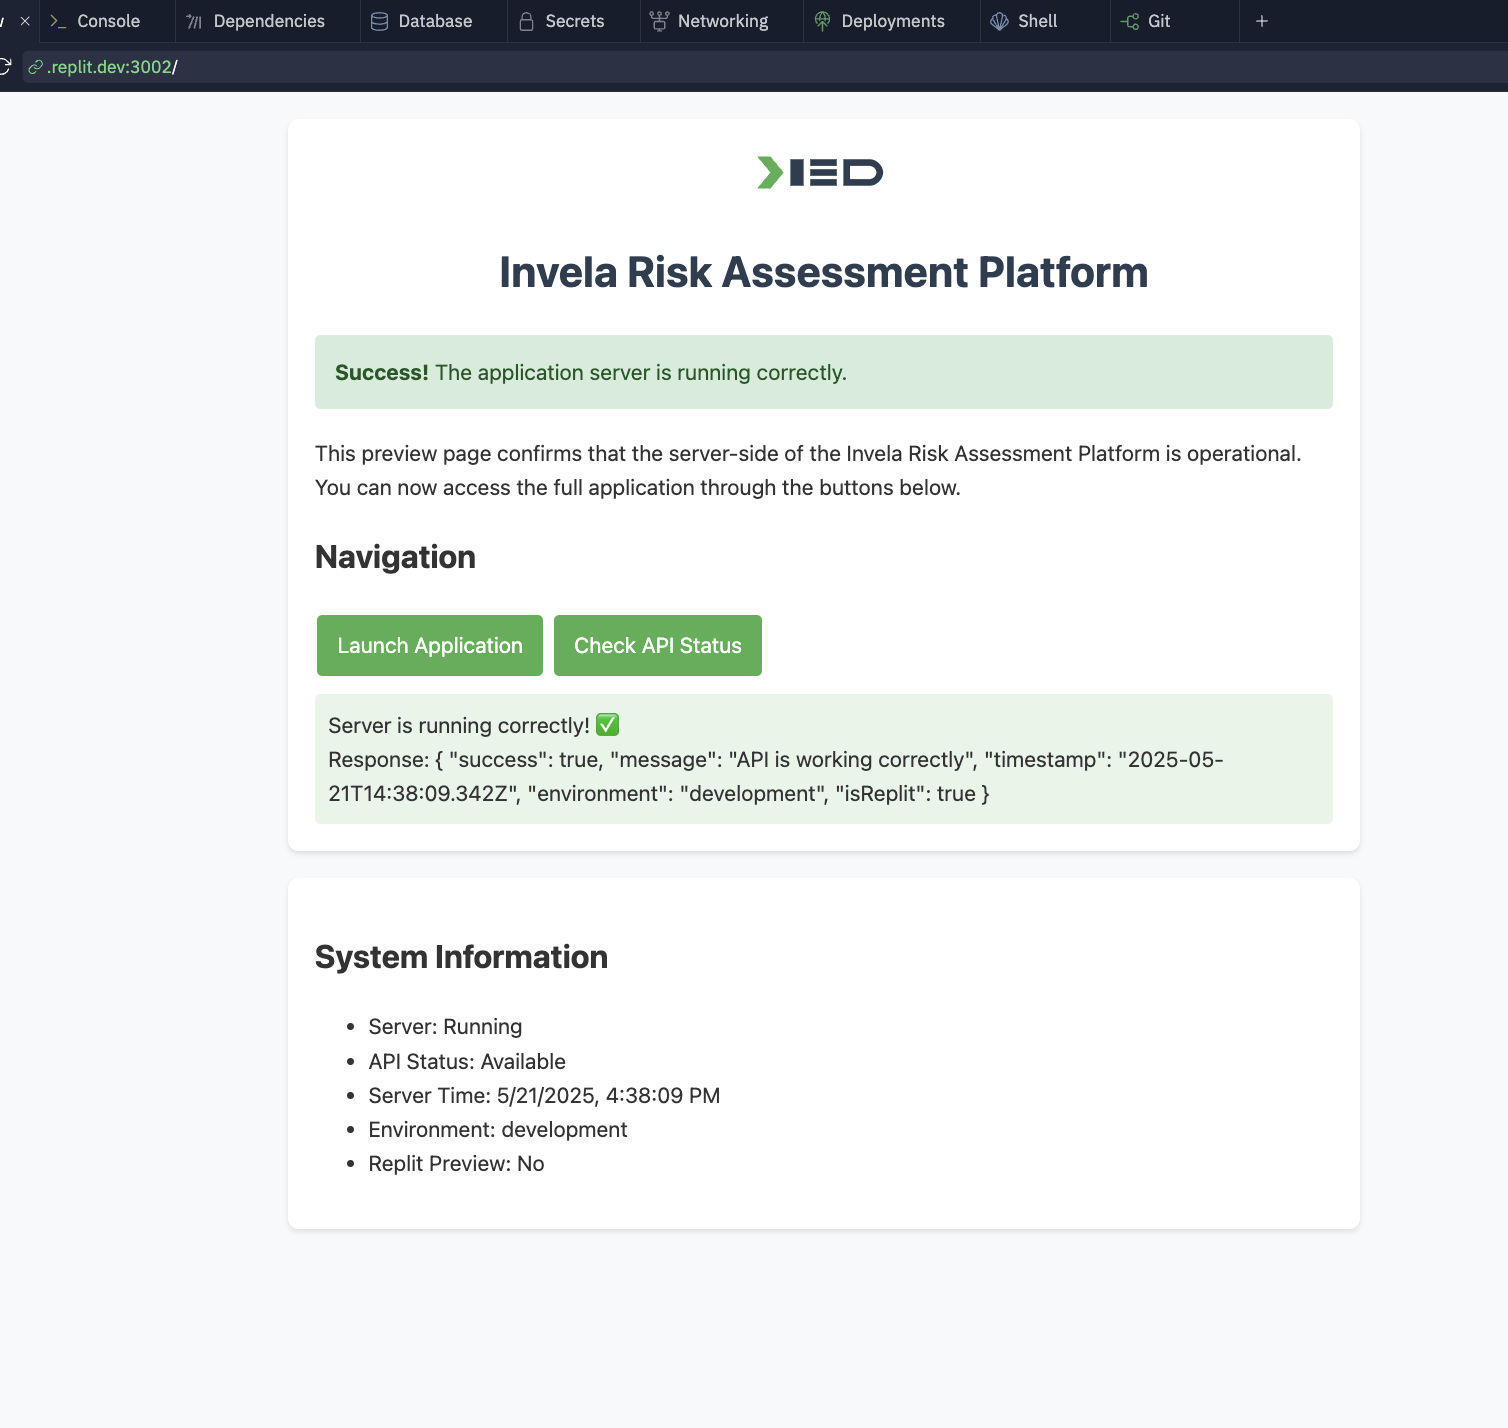 Console
Dependencies
Database
Secrets
Networking
Deployments
Shell
Git
.replit.dev:3002/
IED
Invela Risk Assessment Platform
Success! The application server is running correctly.
This preview page confirms that the server-side of the Invela Risk Assessment Platform is operational.
You can now access the full application through the buttons below.
Navigation
Launch Application
Check API Status
Server is running correctly! ✅
Response: { "success": true, "message": "API is working correctly", "timestamp": "2025-05-
21T14:38:09.342Z", "environment": "development", "isReplit": true }
System Information
• Server: Running
• API Status: Available
• Server Time: 5/21/2025, 4:38:09 PM
• Environment: development
• Replit Preview: No